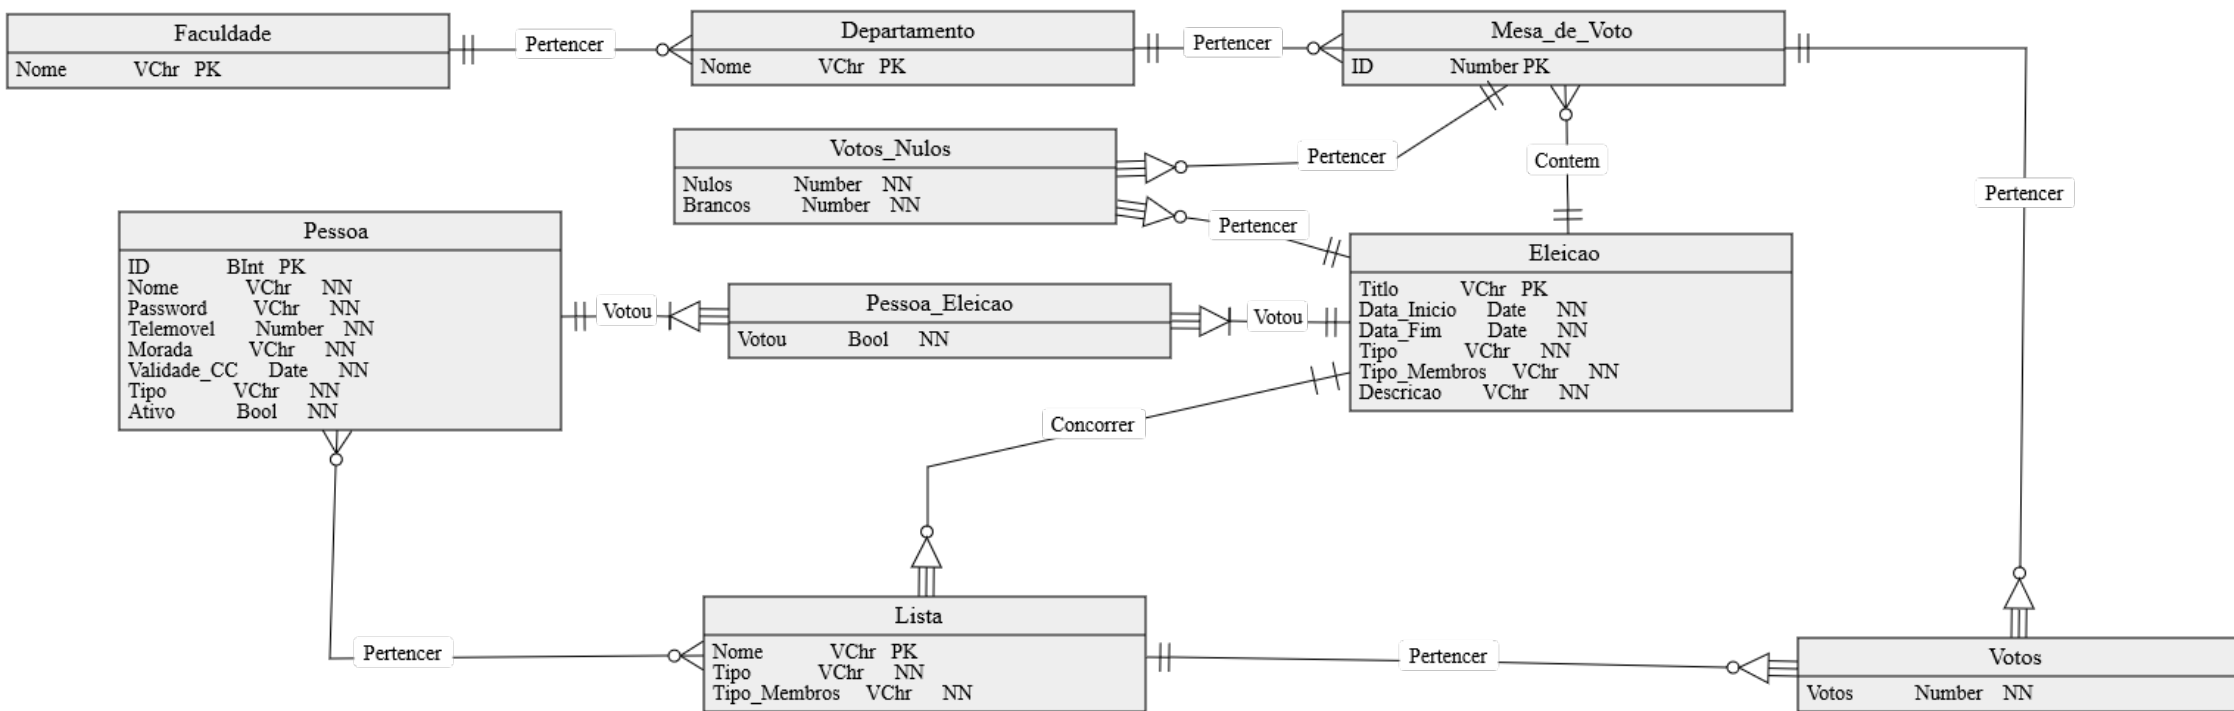 Faculdade
Nome VChr PK
Pertencer
Departamento
Nome VChr PK
Pertencer
Mesa_de_Voto
ID Number PK
Votos_Nulos
Nulos Number NN
Brancos Number NN
Pertencer
Contem
Pertencer
Pertencer
Pessoa
ID BInt PK
Nome VChr NN
Password VChr NN
Telemovel Number NN
Morada VChr NN
Validade_CC Date NN
Tipo VChr NN
Ativo Bool NN
Votou
Pessoa_Eleicao
Votou Bool NN
Votou
Eleicao
Titlo VChr PK
Data_Inicio Date NN
Data_Fim Date NN
Tipo VChr NN
Tipo_Membros VChr NN
Descricao VChr NN
Concorrer
Pertencer
Lista
Nome VChr PK
Tipo VChr NN
Tipo_Membros VChr NN
Pertencer
Votos
Votos Number NN